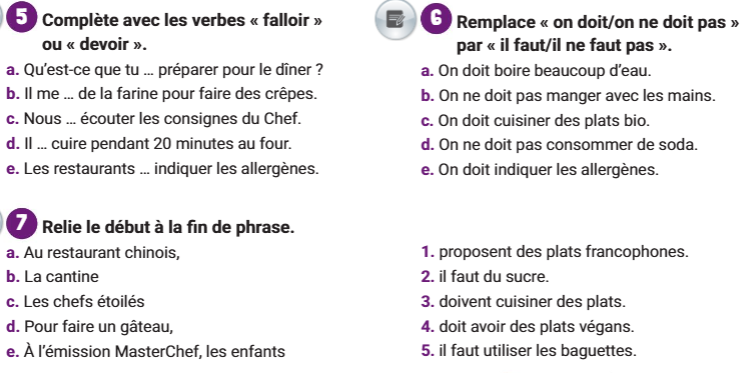 5 Complète avec les verbes « falloir »
ou « devoir ».
a. Qu'est-ce que tu ... préparer pour le dîner ?
b. Il me ... de la farine pour faire des crêpes.
c. Nous ... écouter les consignes du Chef.
d. Il ... cuire pendant 20 minutes au four.
e. Les restaurants ... indiquer les allergènes.
6 Remplace « on doit/on ne doit pas »
par « il faut/il ne faut pas ».
a. On doit boire beaucoup d'eau.
b. On ne doit pas manger avec les mains.
c. On doit cuisiner des plats bio.
d. On ne doit pas consommer de soda.
e. On doit indiquer les allergènes.
7 Relie le début à la fin de phrase.
a. Au restaurant chinois,
b. La cantine
c. Les chefs étoilés
d. Pour faire un gâteau,
e. À l'émission MasterChef, les enfants
1. proposent des plats francophones.
2. il faut du sucre.
3. doivent cuisiner des plats.
4. doit avoir des plats végans.
5. il faut utiliser les baguettes.